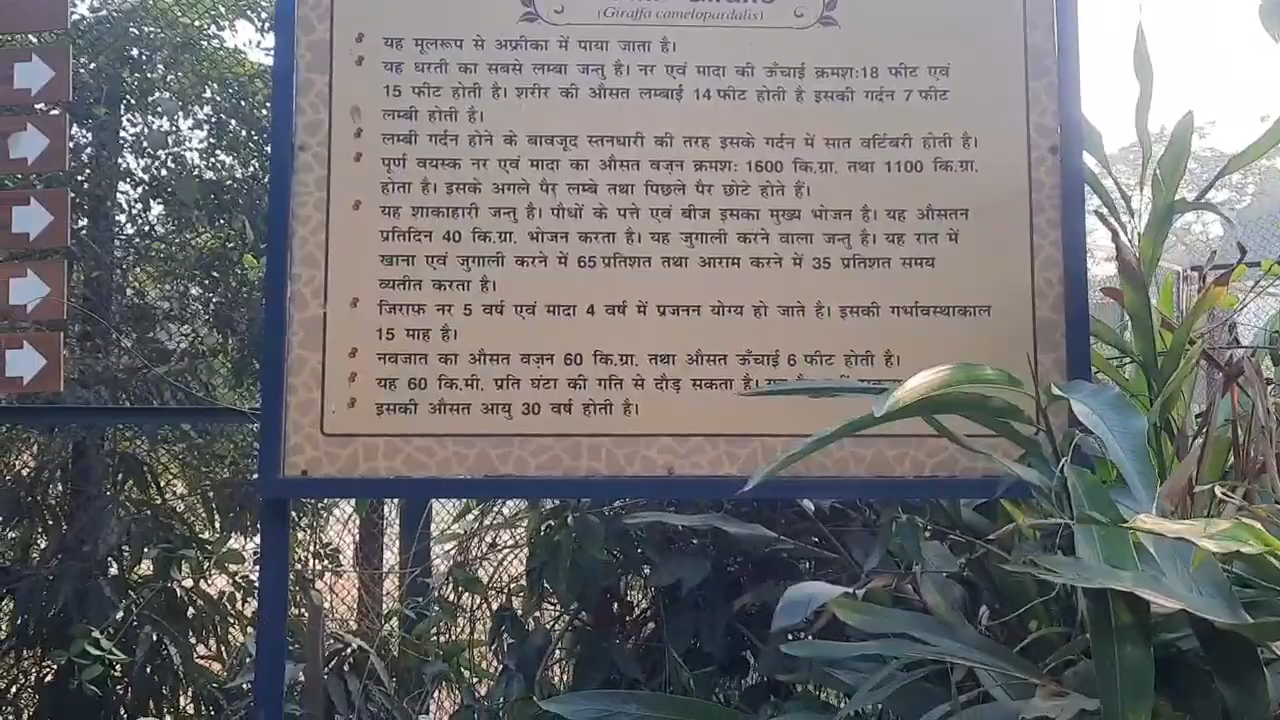 (Giraffa camelopardalis)
यह मूलरूप से अफ्रीका में पाया जाता है।
यह धरती का सबसे लम्बा जन्तु है। नर एवं मादा की ऊँचाई क्रमश:18 फीट एवं
15 फीट होती है। शरीर की औसत लम्बाई 14 फीट होती है इसकी गर्दन 7 फीट
लम्बी होती है।
लम्बी गर्दन होने के बावजूद स्तनधारी की तरह इसके गर्दन में सात वर्टिबरी होती है।
पूर्ण वयस्क नर एवं मादा का औसत वज़न क्रमश: 1600 कि.ग्रा. तथा 1100 कि.ग्रा.
होता है। इसके अगले पैर लम्बे तथा पिछले पैर छोटे होते हैं।
यह शाकाहारी जन्तु है। पौधों के पत्ते एवं बीज इसका मुख्य भोजन है। यह औसतन
प्रतिदिन 40 कि.ग्रा. भोजन करता है। यह जुगाली करने वाला जन्तु है। यह रात में
खाना एवं जुगाली करने में 65 प्रतिशत तथा आराम करने में 35 प्रतिशत समय
व्यतीत करता है।
जिराफ़ नर 5 वर्ष एवं मादा 4 वर्ष में प्रजनन योग्य हो जाते है। इसकी गर्भावस्थाकाल
15 माह है।
नवजात का औसत वज़न 60 कि.ग्रा. तथा औसत ऊँचाई 6 फीट होती है।
यह 60 कि.मी. प्रति घंटा की गति से दौड़ सकता है।
इसकी औसत आयु 30 वर्ष होती है।